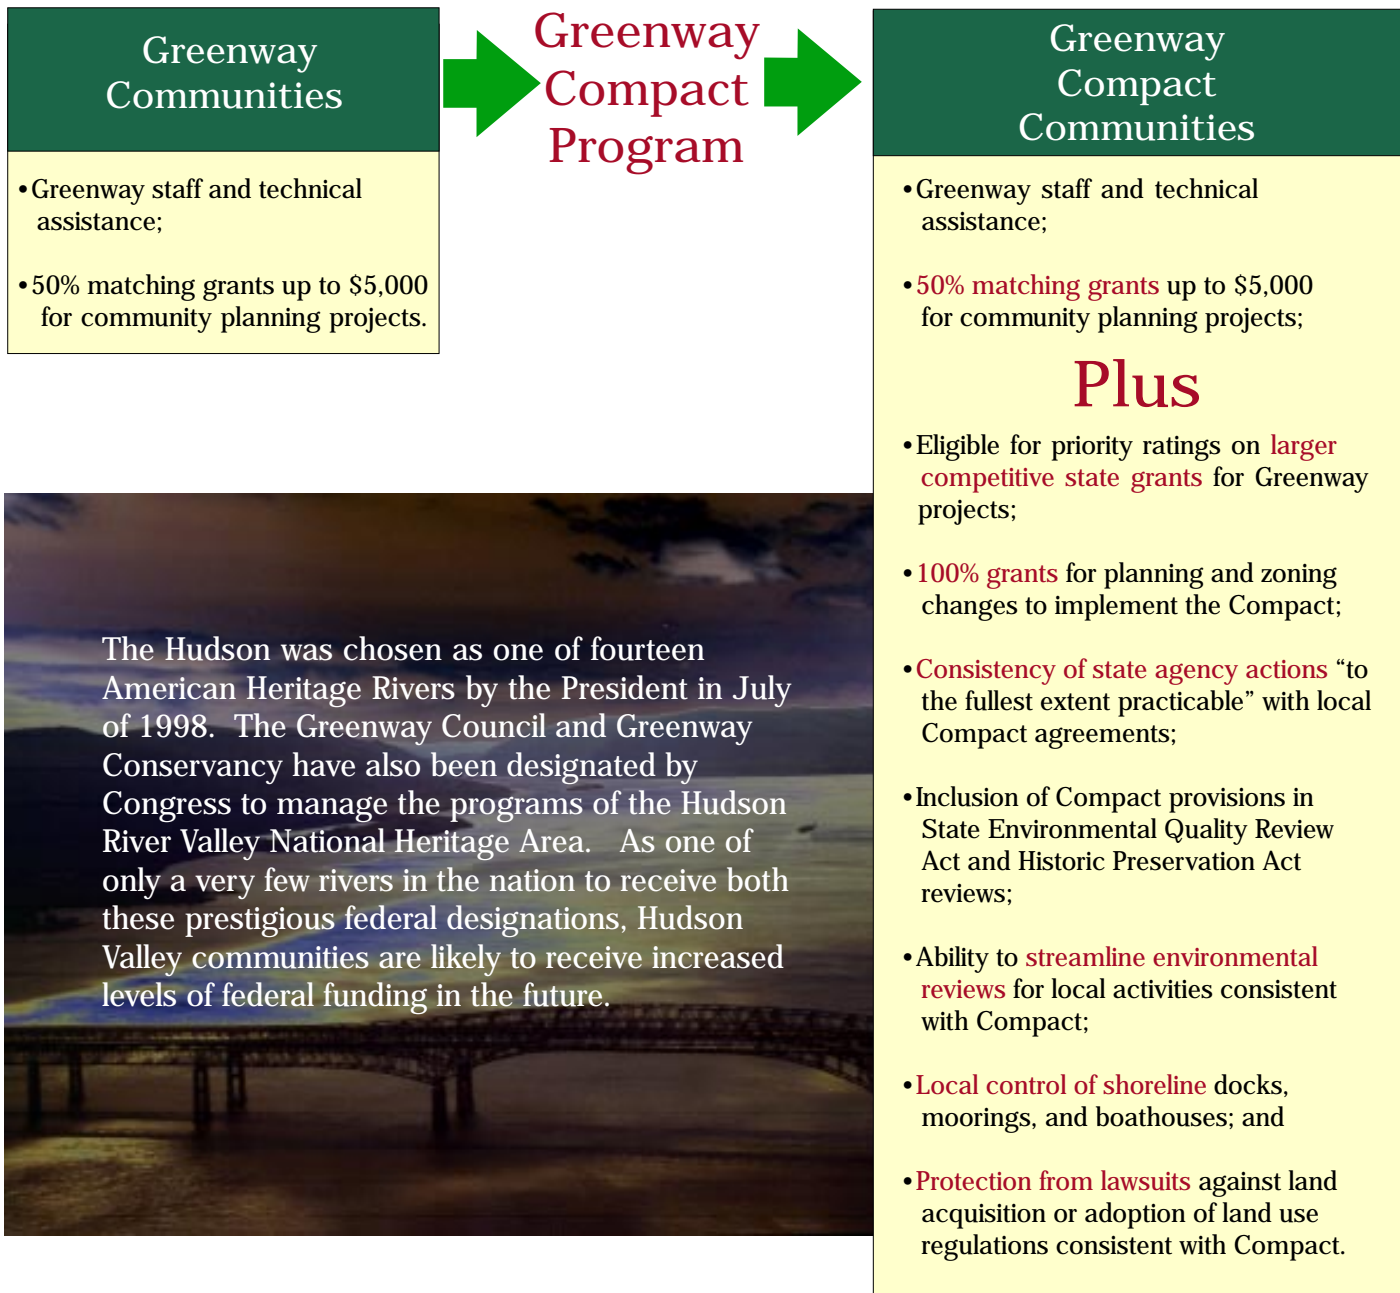 Greenway
Communities
•Greenway staff and technical
assistance;
•50% matching grants up to $5,000
for community planning projects.
Greenway
Compact
Program
Greenway
Compact
Communities
•Greenway staff and technical
assistance;
•50% matching grants up to $5,000
for community planning projects;
Plus
•Eligible for priority ratings on larger
competitive state grants for Greenway
projects;
•100% grants for planning and zoning
changes to implement the Compact;
•Consistency of state agency actions “to
the fullest extent practicable” with local
Compact agreements;
•Inclusion of Compact provisions in
State Environmental Quality Review
Act and Historic Preservation Act
reviews;
•Ability to streamline environmental
reviews for local activities consistent
with Compact;
•Local control of shoreline docks,
moorings, and boathouses; and
•Protection from lawsuits against land
acquisition or adoption of land use
regulations consistent with Compact.
The Hudson was chosen as one of fourteen
American Heritage Rivers by the President in July
of 1998.  The Greenway Council and Greenway
Conservancy have also been designated by
Congress to manage the programs of the Hudson
River Valley National Heritage Area.   As one of
only a very few rivers in the nation to receive both
these prestigious federal designations, Hudson
Valley communities are likely to receive increased
levels of federal funding in the future.